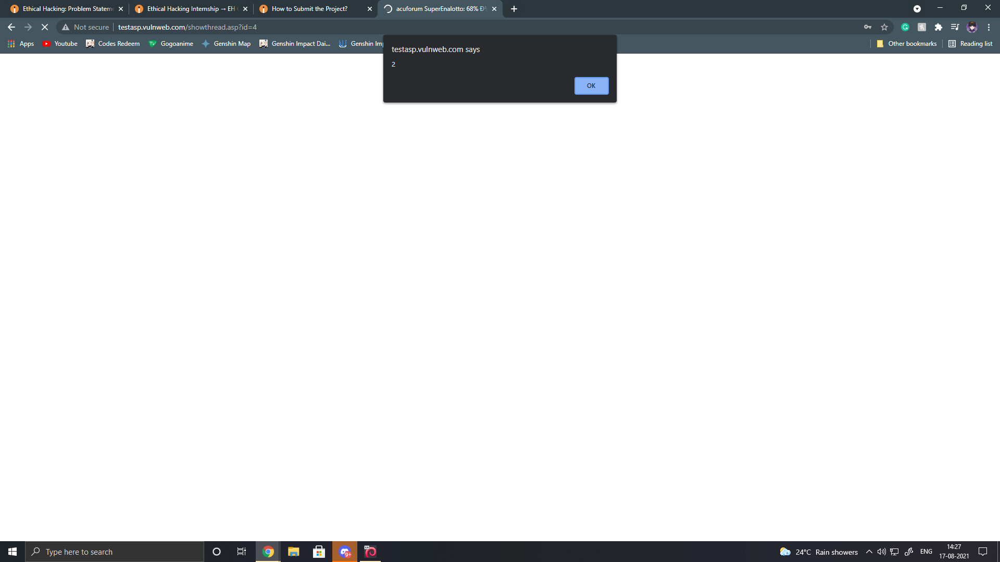 Ethical Hacking: Problem Stateme
Ethical Hacking Internship → EH
How to Submit the Project?
acuforum SuperEnalotto: 68%
Not secure
testasp.vulnweb.com/showthread.asp?id=4
Apps
Youtube
Codes Redeem
Gogoanime
Genshin Map
Genshin Impact Dai...
Genshin Im
Other bookmarks
Reading list
testasp.vulnweb.com says
2
OK
Type here to search
9+
64
24°C Rain showers
ENG
14:27
17-08-2021